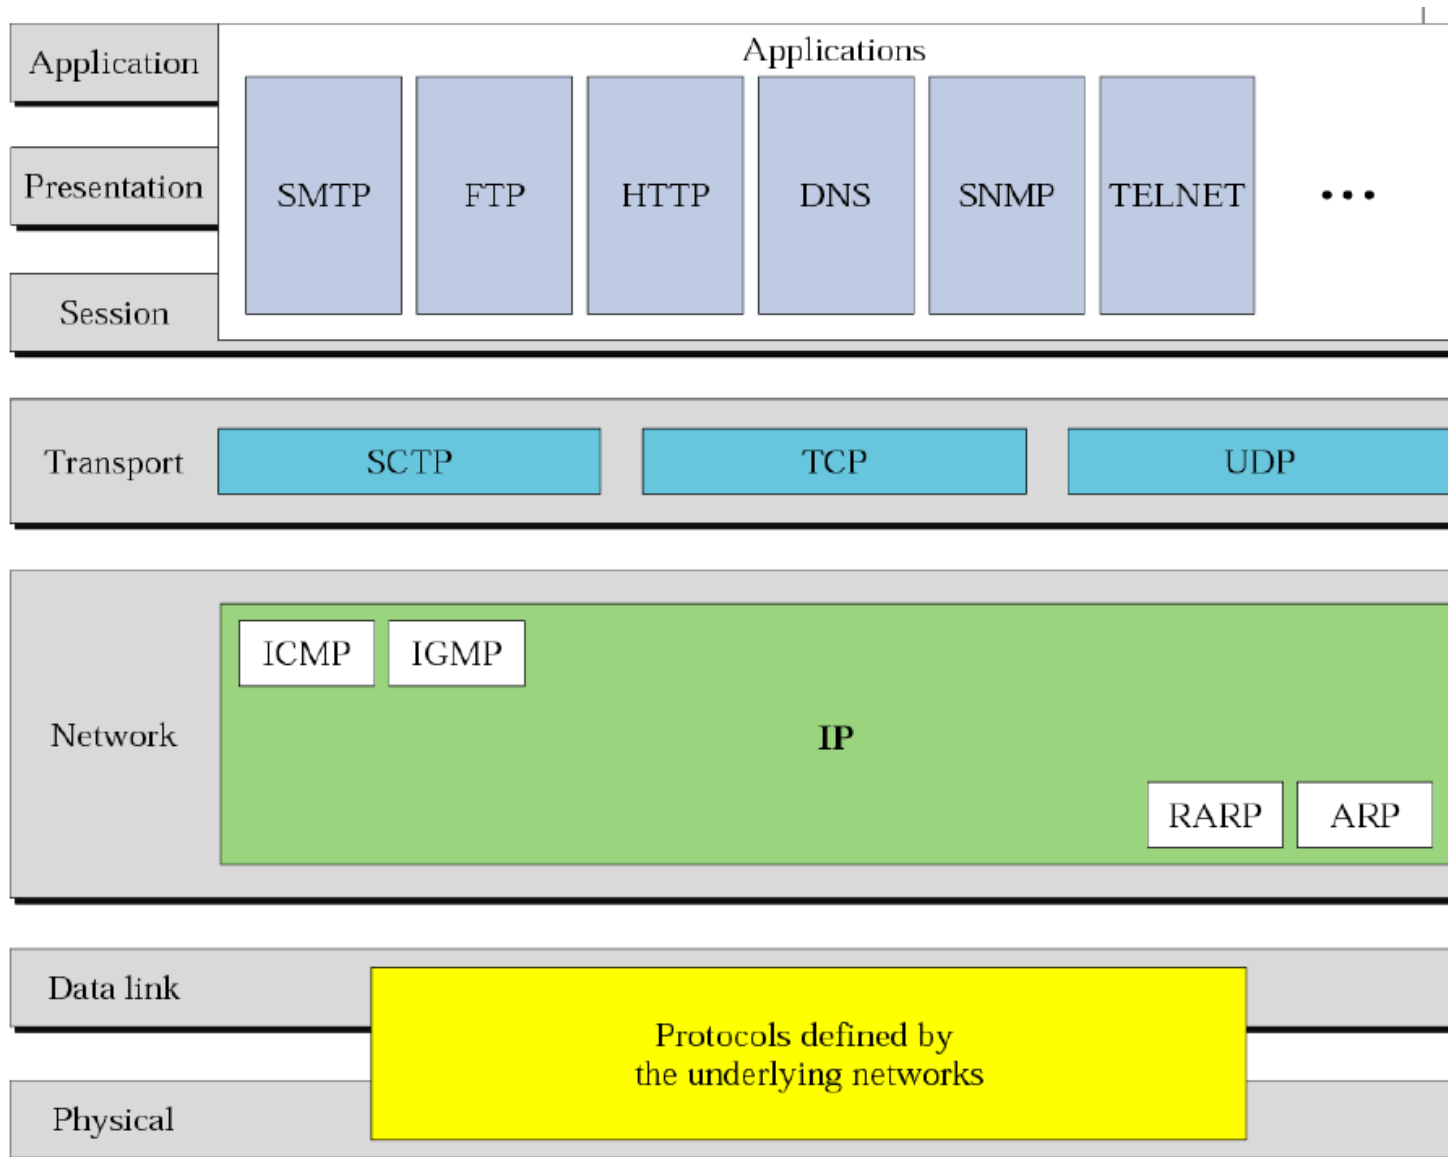 Application
Applications
Presentation
SMTP
FTP
HTTP
DNS
SNMP
TELNET
...
Session
Transport
SCTP
TCP
UDP
Network
ICMP
IGMP
IP
RARP
ARP
Data link
Protocols defined by
the underlying networks
Physical